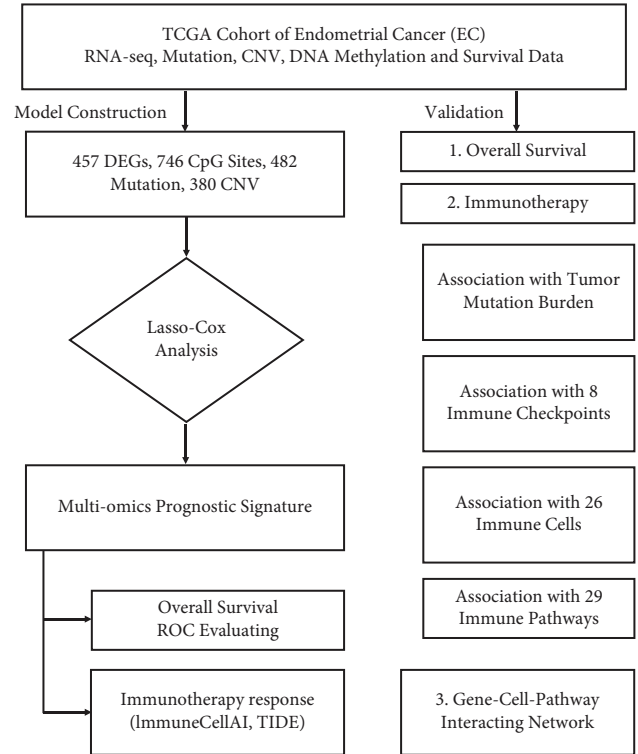 TCGA Cohort of Endometrial Cancer (EC)
RNA-seq, Mutation, CNV, DNA Methylation and Survival Data
Model Construction
457 DEGs, 746 CpG Sites, 482
Mutation, 380 CNV
Lasso-Cox
Analysis
Multi-omics Prognostic Signature
Overall Survival
ROC Evaluating
Immunotherapy response
(lmmuneCellAI, TIDE)
Validation
1. Overall Survival
2. Immunotherapy
Association with Tumor
Mutation Burden
Association with 8
Immune Checkpoints
Association with 26
Immune Cells
Association with 29
Immune Pathways
3. Gene-Cell-Pathway
Interacting Network